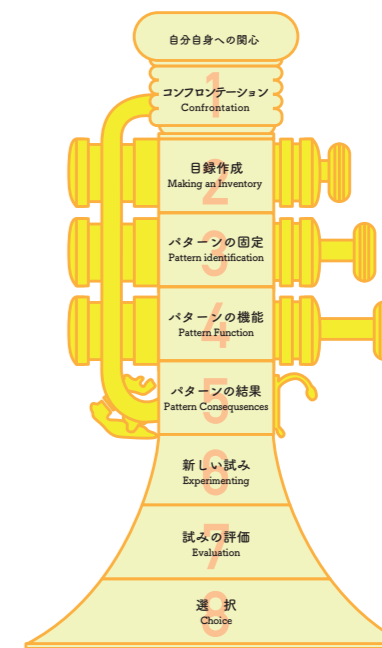 自分自身への関心
1
コンフロンテーション
Confrontation
2
目録作成
Making an Inventory
3
パターンの固定
Pattern identification
4
パターンの機能
Pattern Function
5
パターンの結果
Pattern Consequsences
6
新しい試み
Experimenting
7
試みの評価
Evaluation
8
選　択
Choice